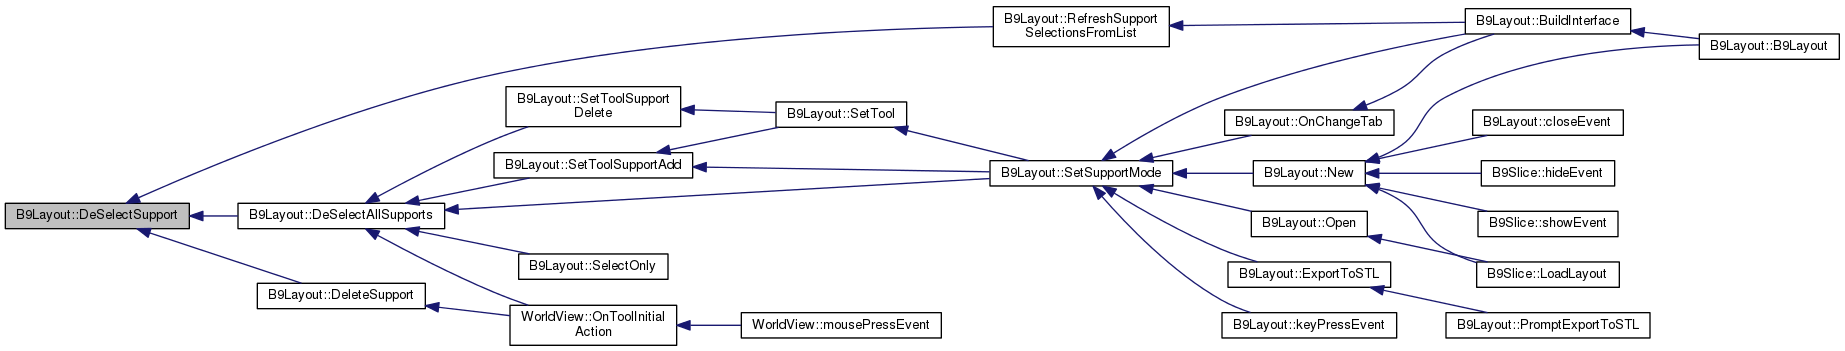 B9Layout::DeSelectSupport
B9Layout::RefreshSupport
SelectionsFromList
B9Layout::DeSelectAllSupports
B9Layout::DeleteSupport
B9Layout::SetToolSupport
Delete
B9Layout::SetToolSupportAdd
B9Layout::SelectOnly
WorldView::OnToolInitial
Action
B9Layout::SetTool
WorldView::mousePressEvent
B9Layout::SetSupportMode
B9Layout::BuildInterface
B9Layout::B9Layout
B9Layout::OnChangeTab
B9Layout::New
B9Layout::Open
B9Layout::ExportToSTL
B9Layout::keyPressEvent
B9Layout::closeEvent
B9Slice::hideEvent
B9Slice::showEvent
B9Slice::LoadLayout
B9Layout::PromptExportToSTL